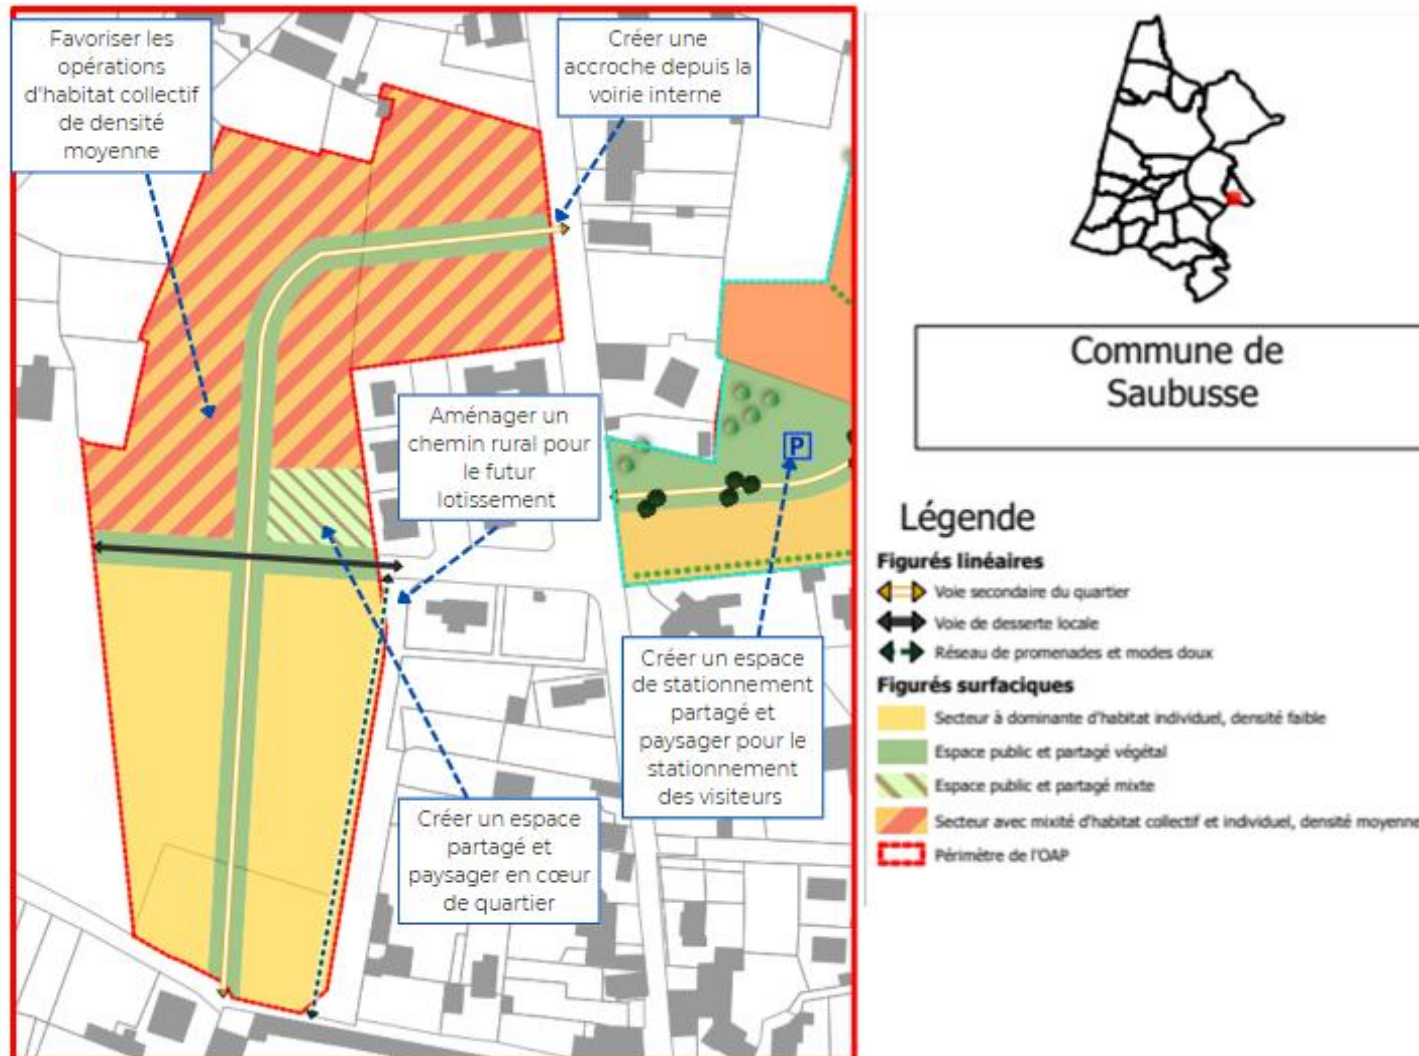 Favoriser les
opérations
d'habitat collectif
de densité
moyenne
Créer une
accroche depuis la
voirie interne
Aménager un
chemin rural pour
le futur
lotissement
P
Créer un espace
de stationnement
partagé et
paysager pour le
stationnement
des visiteurs
Créer un espace
partagé et
paysager en cœur
de quartier
Commune de
Saubusse
Légende
Figurés linéaires
Voie secondaire du quartier
Voie de desserte locale
Réseau de promenades et modes doux
Figurés surfaciques
Secteur à dominante d'habitat individuel, densité faible
Espace public et partagé végétal
Espace public et partagé mixte
Secteur avec mixité d'habitat collectif et individuel, densité moyenne
Périmètre de l'OAP